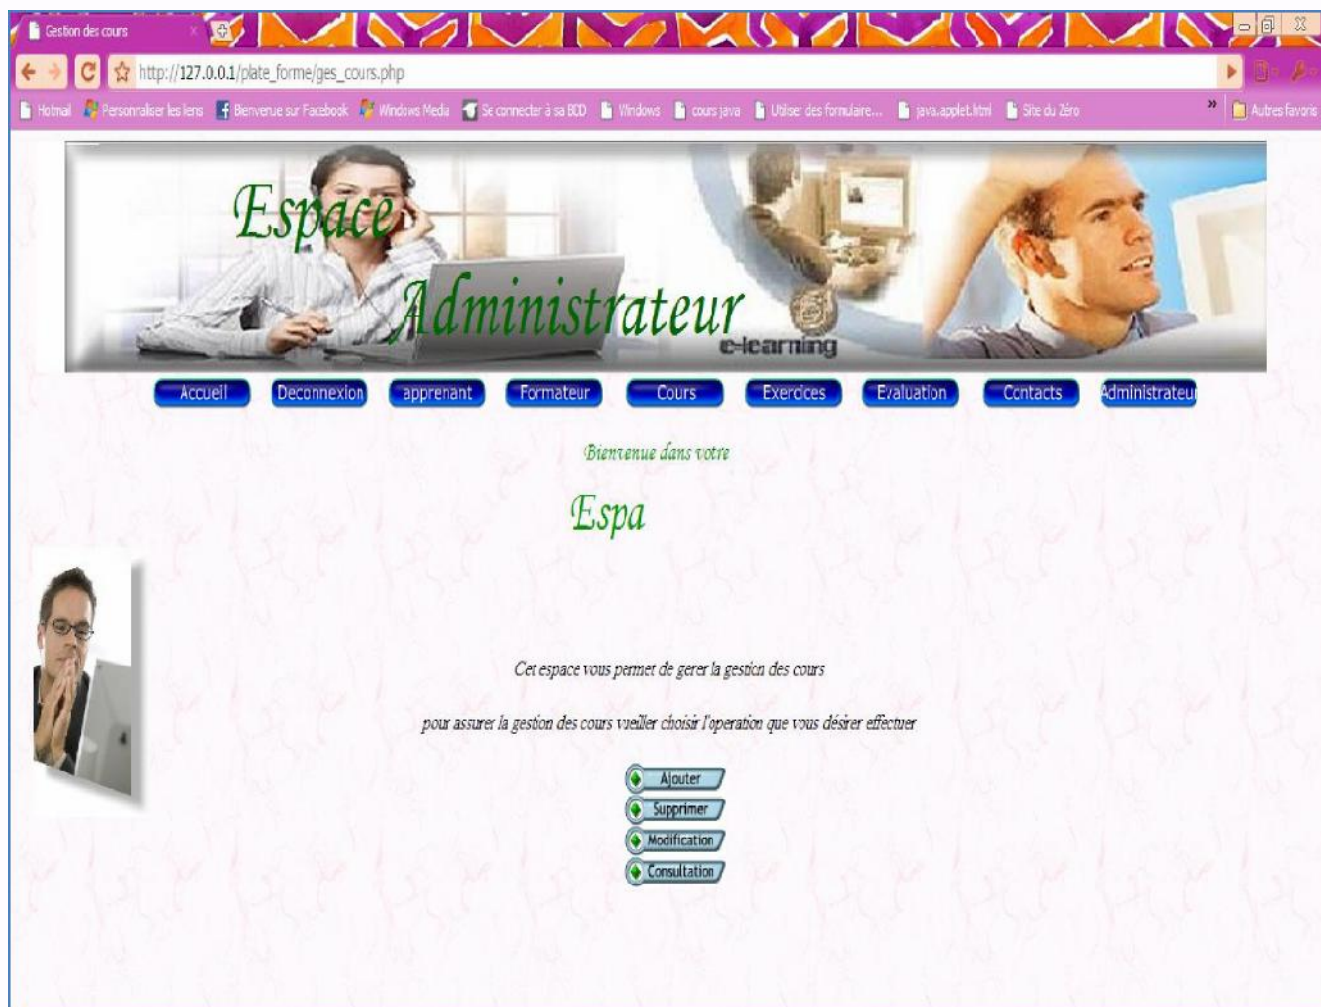 Gestion des cours
http://127.0.0.1/plate_forme/ges_cours.php
Hotmail Personnaliser les liens Bienvenue sur Facebook Windows Media Se connecter à sa BDD Windows cours java Utiliser des formulaire... java.applet.html Site du Zéro » Autres favoris
Espace
Administrateur
e-learning
Accueil Deconnexion apprenant Formateur Cours Exercices Evaluation Contacts Administrateur
Bienvenue dans votre
Espa
Cet espace vous permet de gerer la gestion des cours
pour assurer la gestion des cours vueiller choisir l'operation que vous désirer effectuer
Ajouter
Supprimer
Modification
Consultation